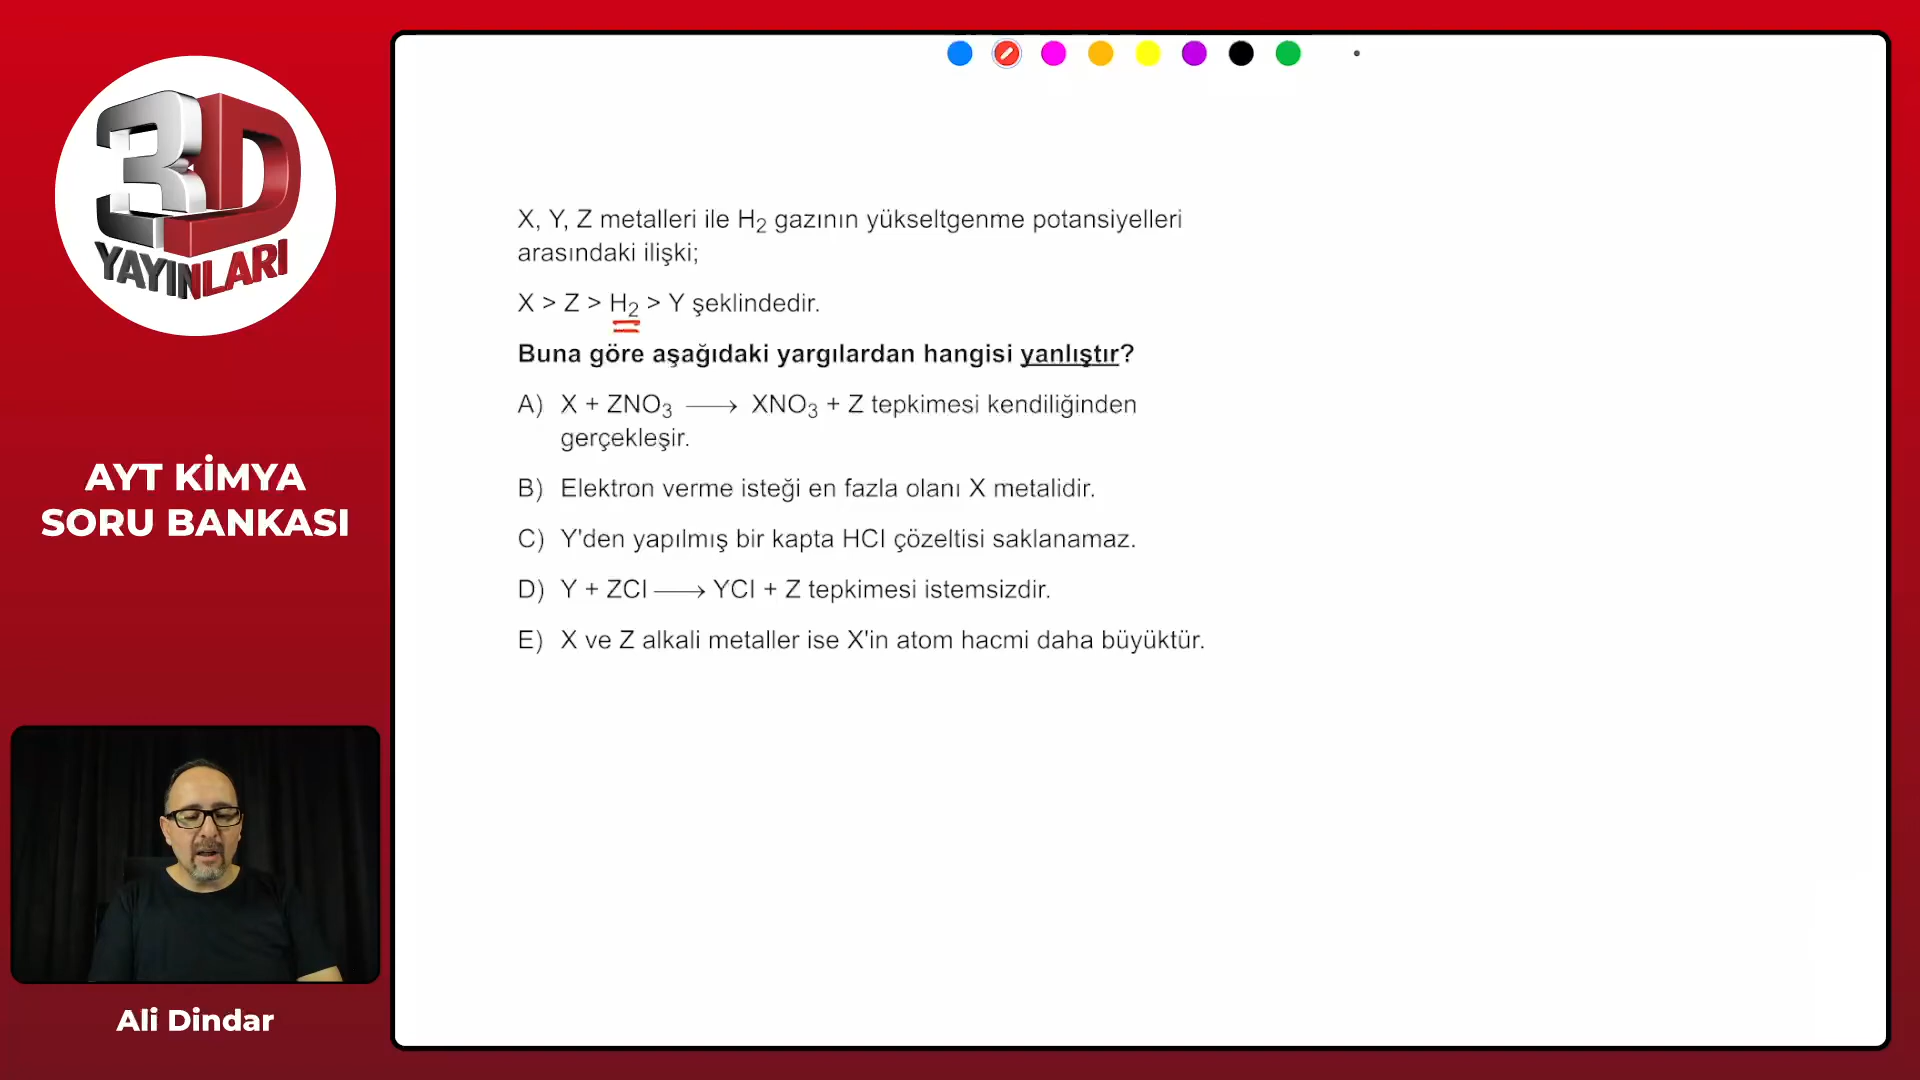 3D
YAYINLARI
AYT KİMYA
SORU BANKASI
Ali Dindar
X, Y, Z metalleri ile H₂ gazının yükseltgenme potansiyelleri
arasındaki ilişki;
X > Z > H₂ > Y şeklindedir.
Buna göre aşağıdaki yargılardan hangisi yanlıştır?
A) X + ZNO₃ ⟶ XNO₃ + Z tepkimesi kendiliğinden
gerçekleşir.
B) Elektron verme isteği en fazla olanı X metalidir.
C) Y'den yapılmış bir kapta HCl çözeltisi saklanamaz.
D) Y + ZCl ⟶ YCl + Z tepkimesi istemsizdir.
E) X ve Z alkali metaller ise X'in atom hacmi daha büyüktür.